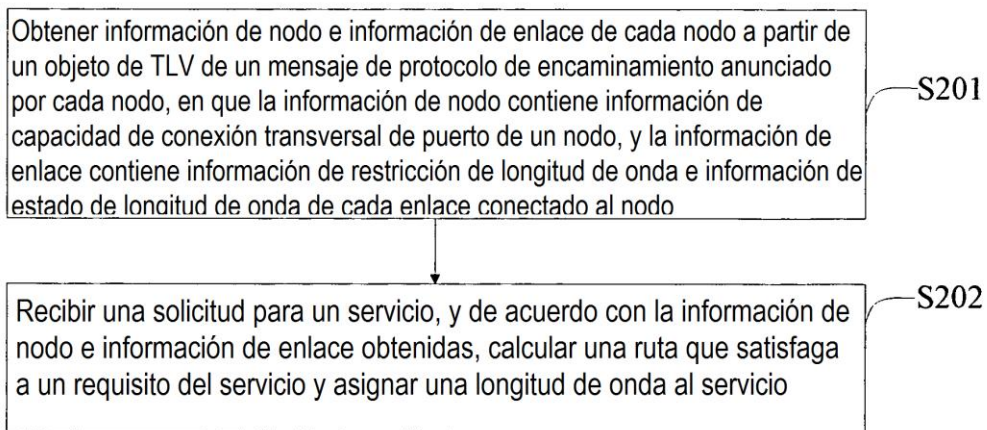 Obtener información de nodo e información de enlace de cada nodo a partir de
un objeto de TLV de un mensaje de protocolo de encaminamiento anunciado
por cada nodo, en que la información de nodo contiene información de
capacidad de conexión transversal de puerto de un nodo, y la información de
enlace contiene información de restricción de longitud de onda e información de
estado de longitud de onda de cada enlace conectado al nodo
S201
Recibir una solicitud para un servicio, y de acuerdo con la información de
nodo e información de enlace obtenidas, calcular una ruta que satisfaga
a un requisito del servicio y asignar una longitud de onda al servicio
S202